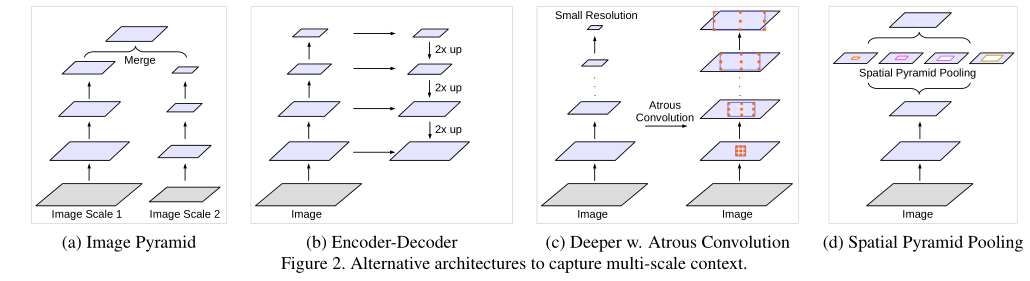 Merge
Image Scale 1
Image Scale 2
(a) Image Pyramid
2x up
2x up
2x up
Image
(b) Encoder-Decoder
Small Resolution
Atrous
Convolution
Image
Image
(c) Deeper w. Atrous Convolution
Spatial Pyramid Pooling
Image
(d) Spatial Pyramid Pooling
Figure 2. Alternative architectures to capture multi-scale context.